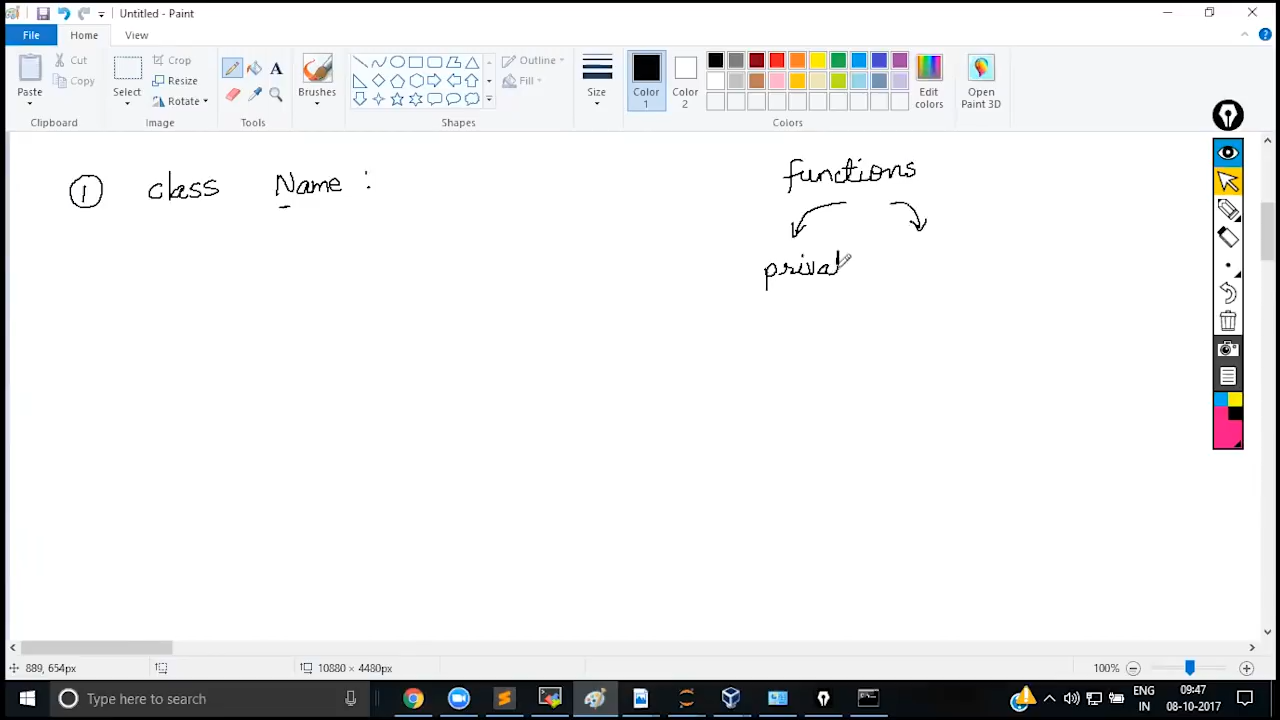 Untitled - Paint
File Home View
Paste
Cut
Copy
Clipboard
Select
Crop
Resize
Rotate
Image
A
Tools
Brushes
Outline
Fill
Shapes
Size
Color 1
Color 2
Edit colors
Colors
Open Paint 3D
1 class Name :
functions
privat
889, 654px
10880 × 4480px
100%
Type here to search
ENG
IN
09:47
08-10-2017